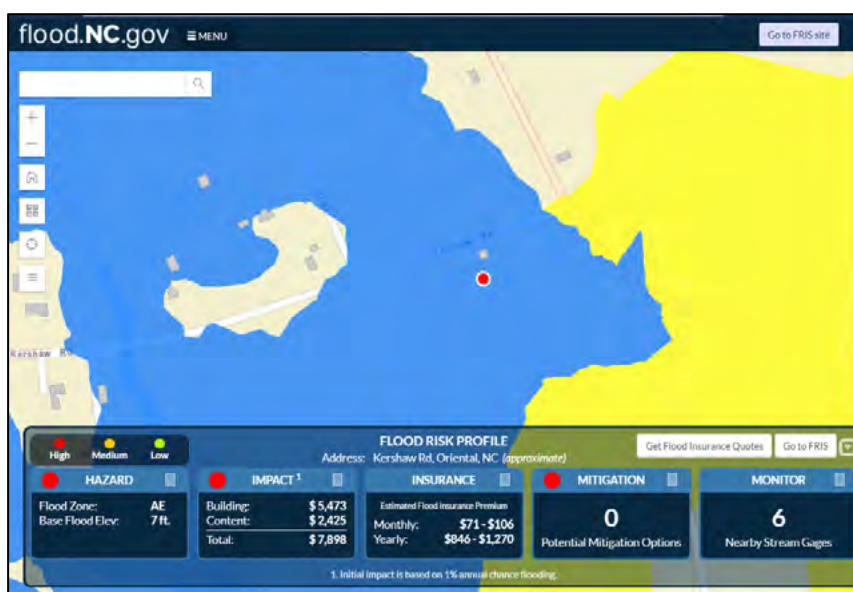 flood.NC.gov
MENU
Go to FRIS site
Kershaw Rd
High Medium Low
FLOOD RISK PROFILE
Address: Kershaw Rd, Oriental, NC (approximate)
Get Flood Insurance Quotes
Go to FRIS
HAZARD
Flood Zone: AE
Base Flood Elev: 7 ft.
IMPACT 1
Building: $ 5,473
Content: $ 2,425
Total: $ 7,898
INSURANCE
Estimated Flood Insurance Premium
Monthly: $71 - $106
Yearly: $846 - $1,270
MITIGATION
0
Potential Mitigation Options
MONITOR
6
Nearby Stream Gages
1. Initial impact is based on 1% annual chance flooding.